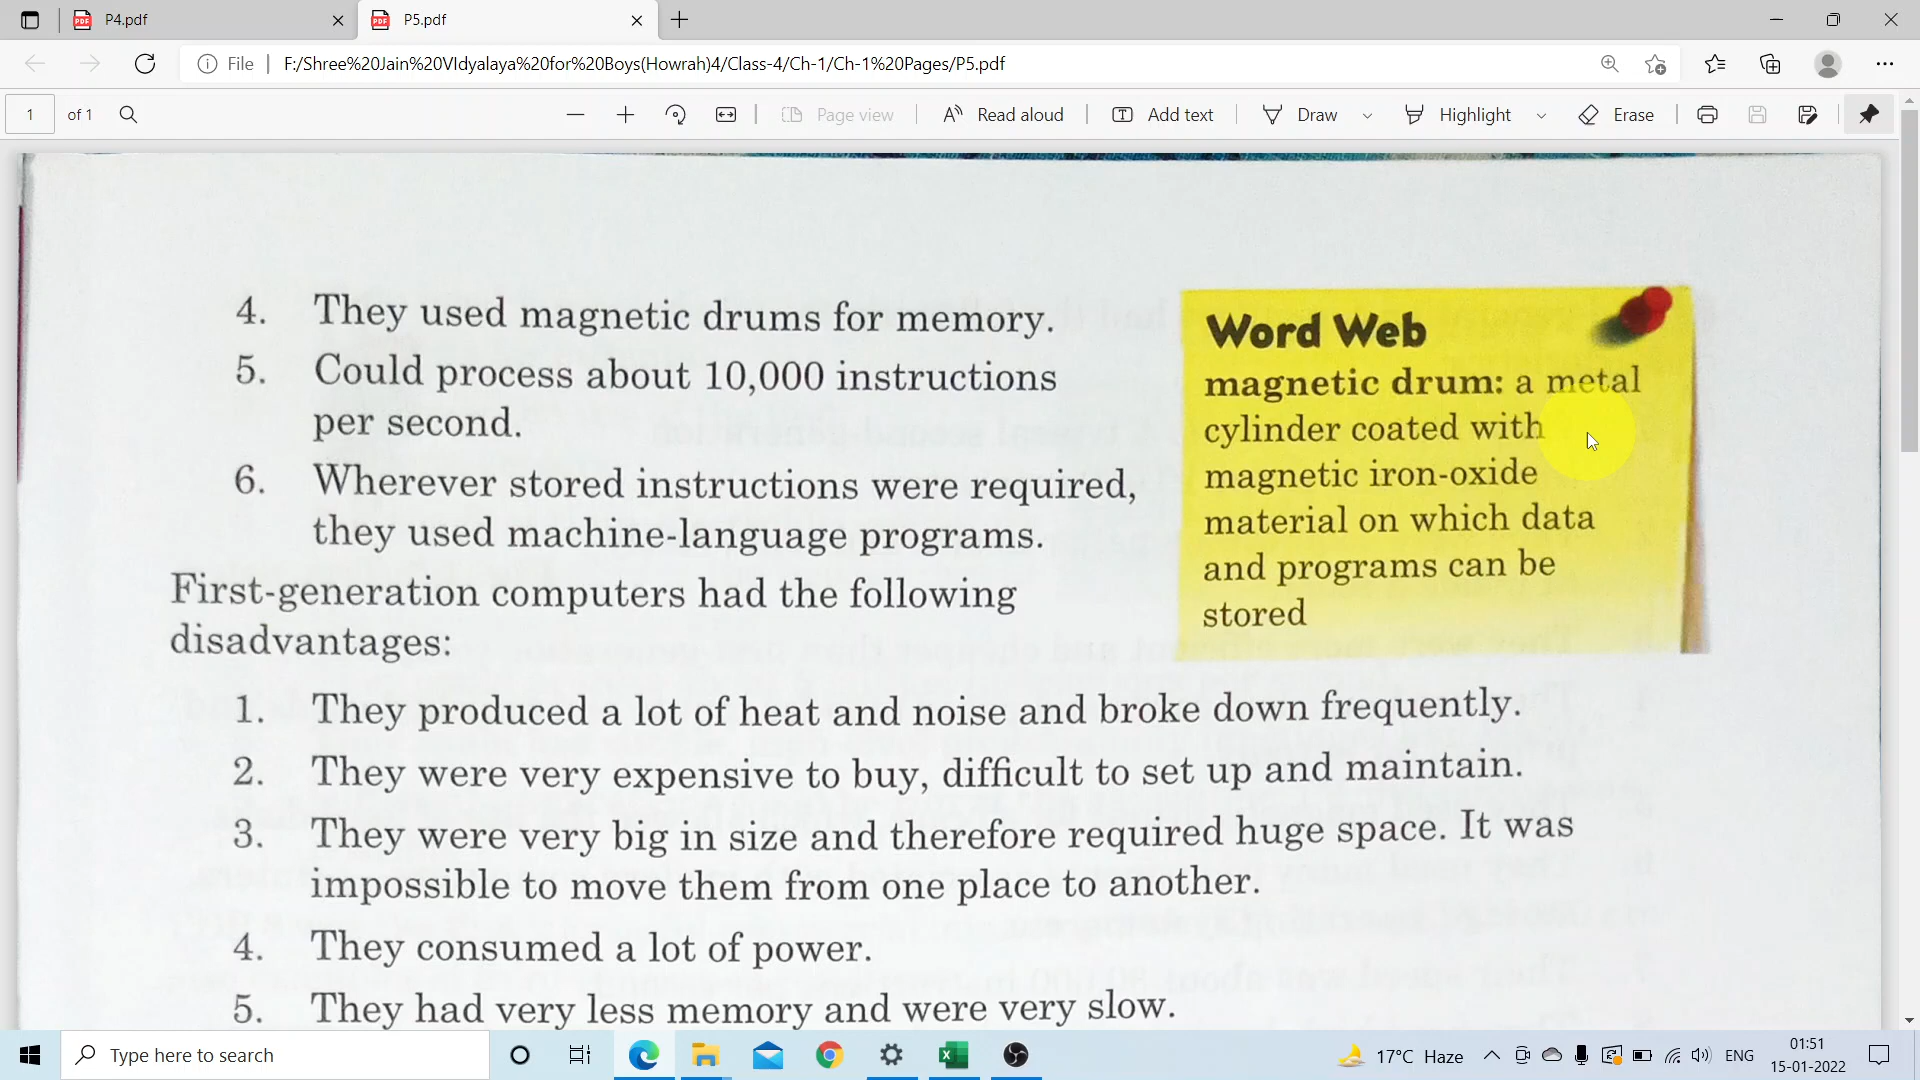 P4.pdf
P5.pdf
File
F:/Shree%20Jain%20VIdyalaya%20for%20Boys(Howrah)4/Class-4/Ch-1/Ch-1%20Pages/P5.pdf
1 of 1
Page view
Read aloud
Add text
Draw
Highlight
Erase
4. They used magnetic drums for memory.
5. Could process about 10,000 instructions
per second.
6. Wherever stored instructions were required,
they used machine-language programs.
First-generation computers had the following
disadvantages:
Word Web
magnetic drum: a metal
cylinder coated with
magnetic iron-oxide
material on which data
and programs can be
stored
1. They produced a lot of heat and noise and broke down frequently.
2. They were very expensive to buy, difficult to set up and maintain.
3. They were very big in size and therefore required huge space. It was
impossible to move them from one place to another.
4. They consumed a lot of power.
5. They had very less memory and were very slow.
Type here to search
17°C Haze
ENG
01:51
15-01-2022